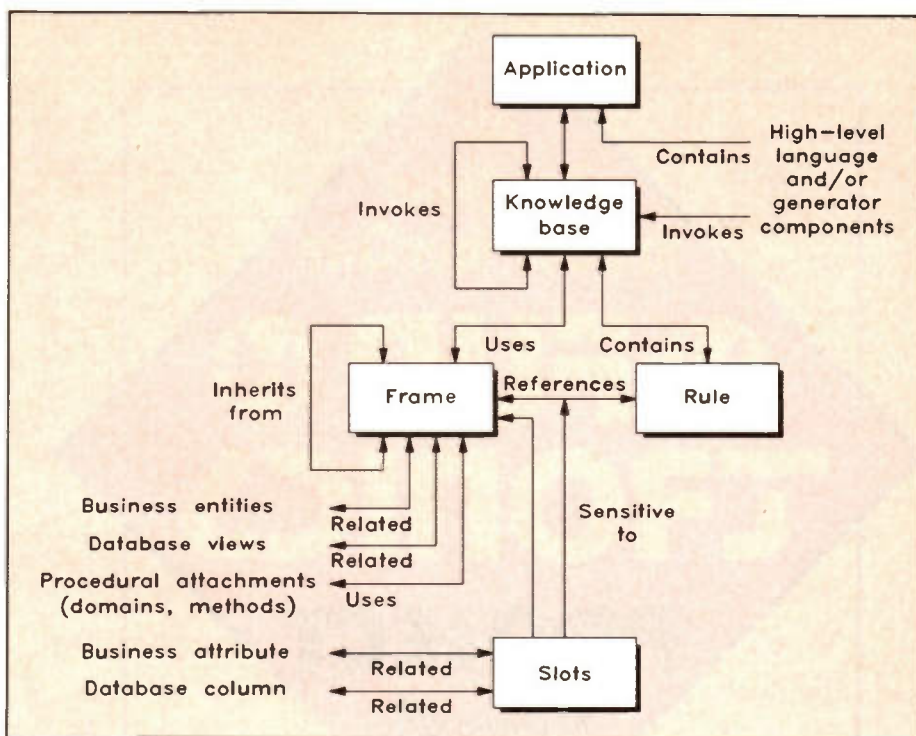 Application
Contains
High-level
language
and/or
generator
components
Invokes
Knowledge
base
Invokes
Uses
Contains
Inherits
from
Frame
References
Rule
Business entities
Related
Database views
Related
Procedural attachments
(domains, methods)
Uses
Sensitive
to
Business attribute
Related
Database column
Related
Slots